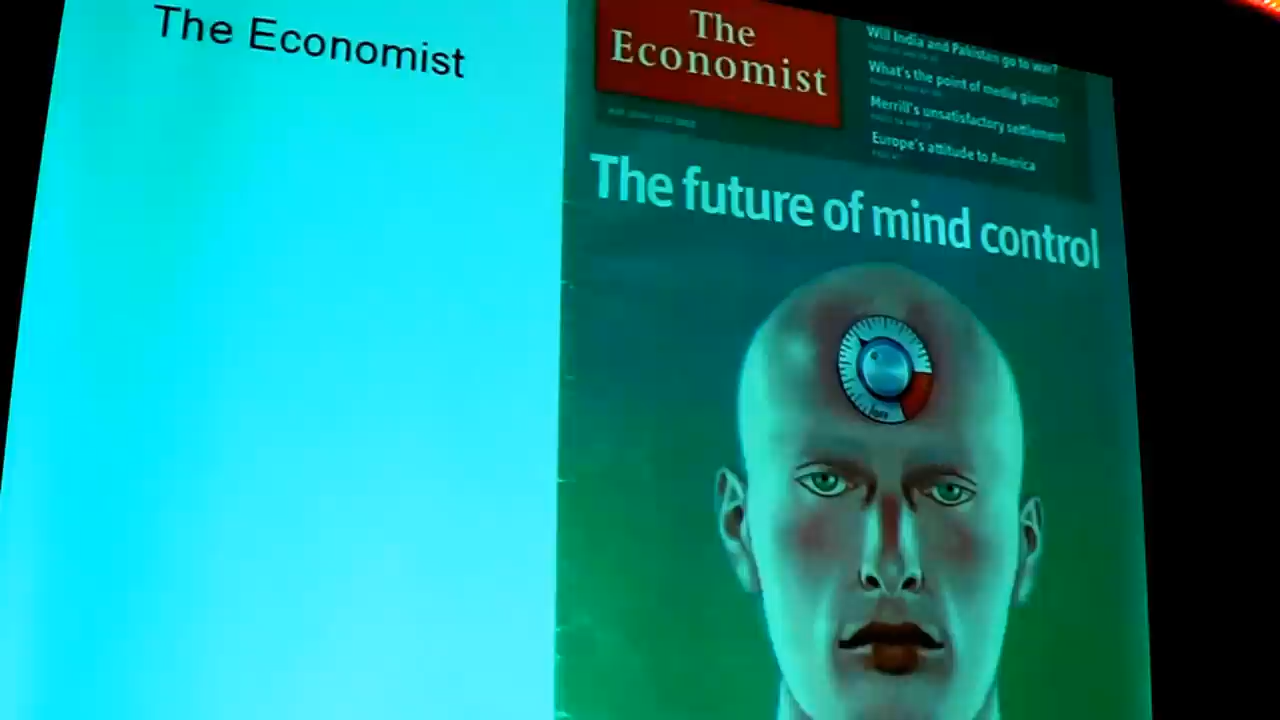 The Economist
The
Economist
Will India and Pakistan go to war?
What's the point of media giants?
Merrill's unsatisfactory settlement
Europe's attitude to America
The future of mind control